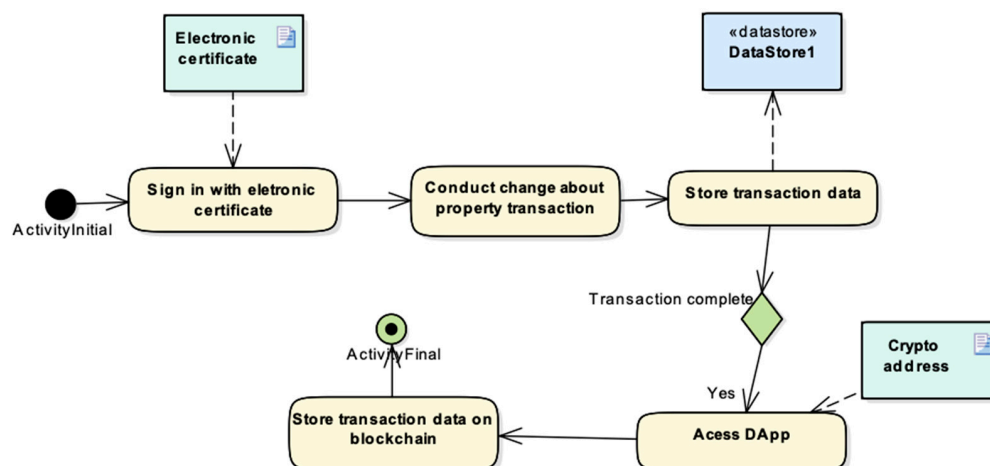 Electronic
certificate
«datastore»
DataStore1
Sign in with eletronic
certificate
Conduct change about
property transaction
Store transaction data
ActivityInitial
Transaction complete
Crypto
address
ActivityFinal
Yes
Store transaction data on
blockchain
Acess DApp